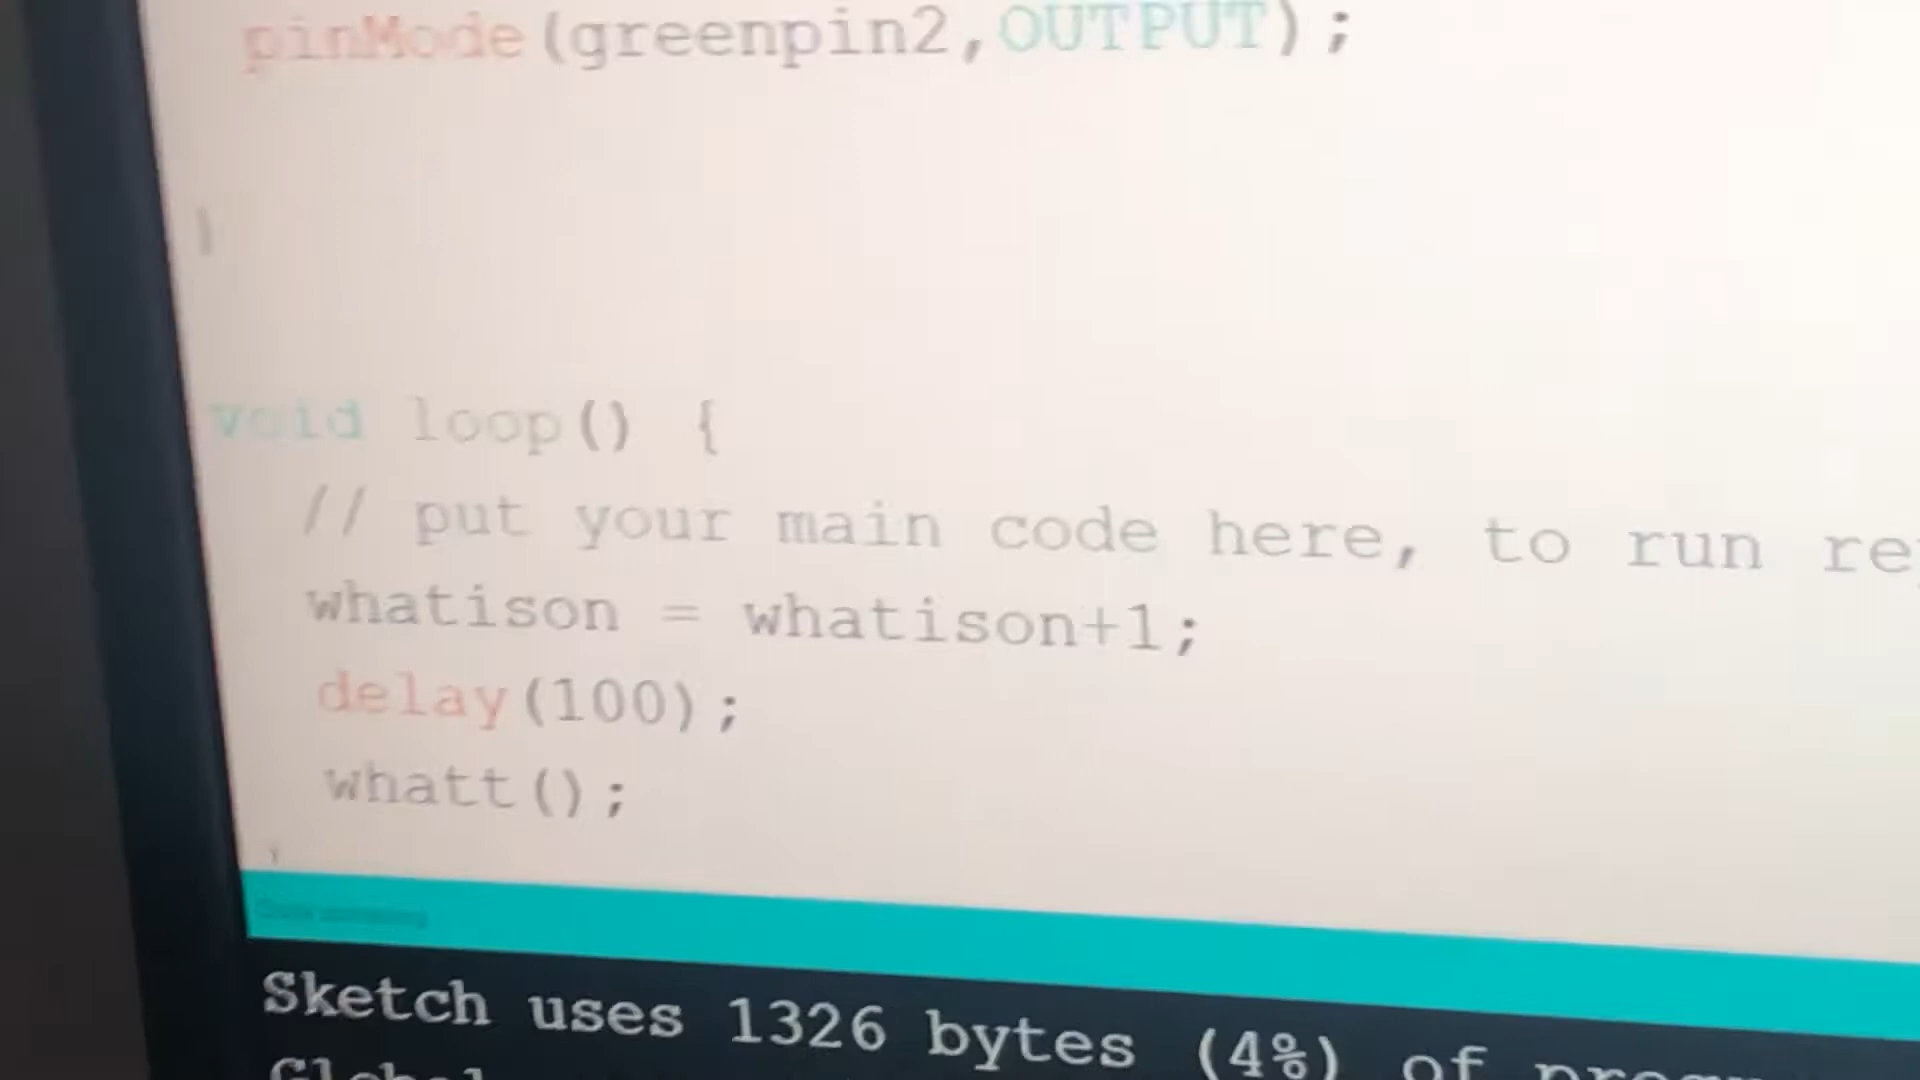 pinMode(greenpin2,OUTPUT);
}
void loop() {
// put your main code here, to run
whatison = whatison+1;
delay(100);
whatt();
Sketch uses 1326 bytes (4%) of
Global